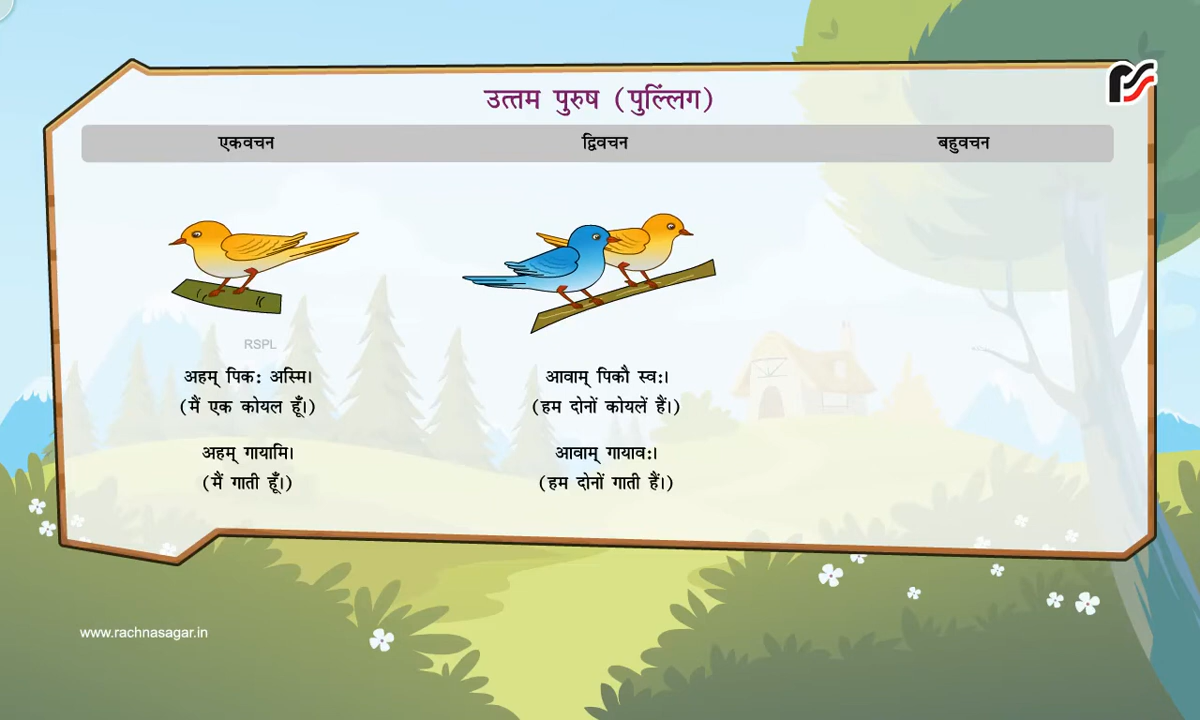 उत्तम पुरुष (पुल्लिंग)
एकवचन द्विवचन बहुवचन
RSPL
अहम् पिकः अस्मि।
(मैं एक कोयल हूँ।)
अहम् गायामि।
(मैं गाती हूँ।)
आवाम् पिकौ स्वः।
(हम दोनों कोयलें हैं।)
आवाम् गायावः।
(हम दोनों गाती हैं।)
www.rachnasagar.in